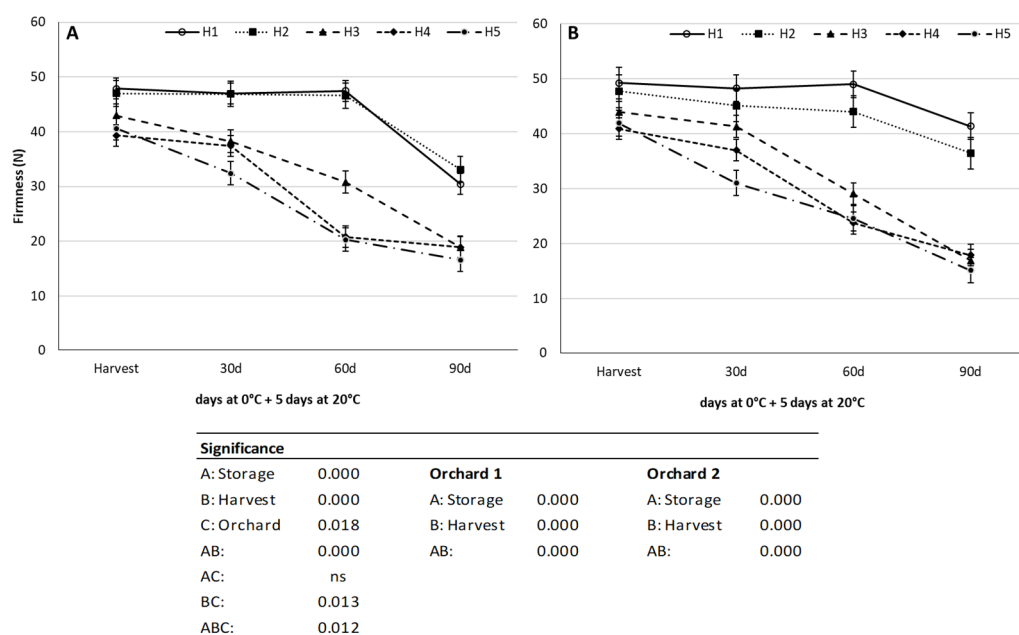 A
H1 H2 H3 H4 H5
60
50
40
30
20
10
0
Firmness (N)
Harvest 30d 60d 90d
days at 0°C + 5 days at 20°C
B
H1 H2 H3 H4 H5
60
50
40
30
20
10
0
Harvest 30d 60d 90d
days at 0°C + 5 days at 20°C
Significance
A: Storage 0.000 Orchard 1 Orchard 2
B: Harvest 0.000 A: Storage 0.000 A: Storage 0.000
C: Orchard 0.018 B: Harvest 0.000 B: Harvest 0.000
AB: 0.000 AB: 0.000 AB: 0.000
AC: ns
BC: 0.013
ABC: 0.012